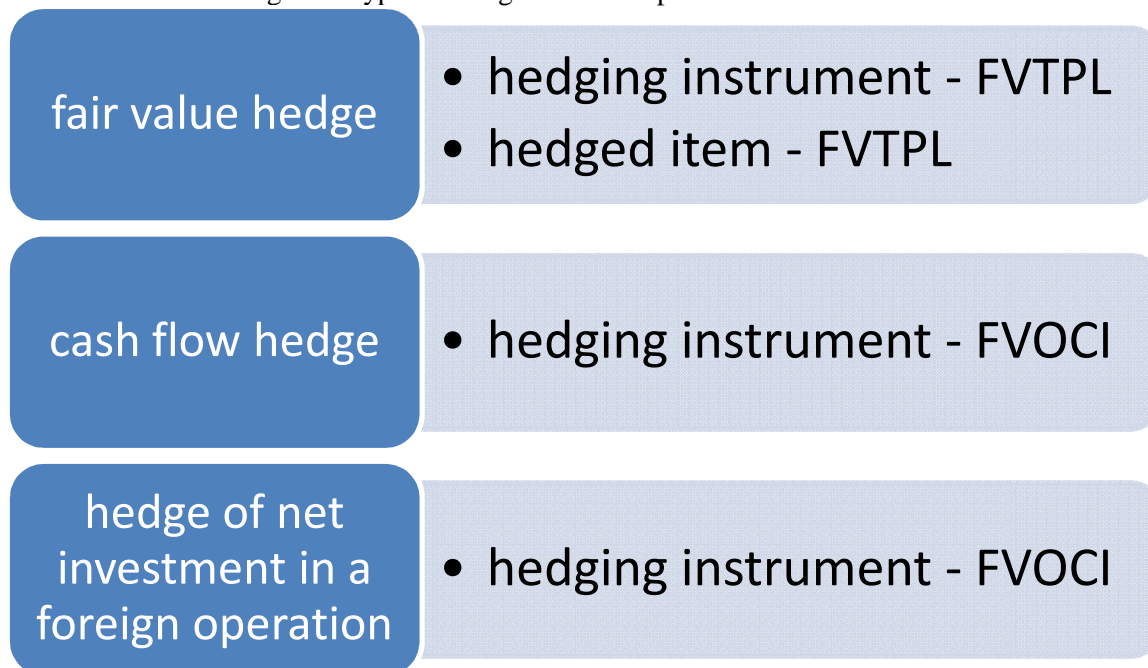 fair value hedge
• hedging instrument - FVTPL
• hedged item - FVTPL
cash flow hedge
• hedging instrument - FVOCI
hedge of net
investment in a
foreign operation
• hedging instrument - FVOCI